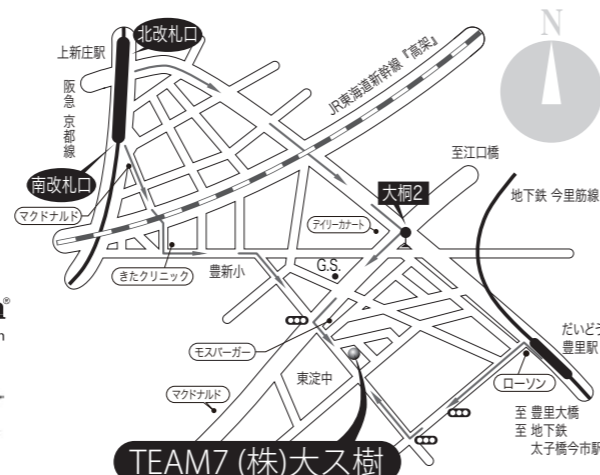 北改札口
上新庄駅
N
JR東海道新幹線『高架』
阪急 京都線
至江口橋
南改札口
大桐2
地下鉄 今里筋線
マクドナルド
デイリーカナート
きたクリニック
豊新小
G.S.
だいどう
豊里駅
モスバーガー
東淀中
ローソン
マクドナルド
至 豊里大橋
至 地下鉄
太子橋今市駅
TEAM7 (株)大ス樹